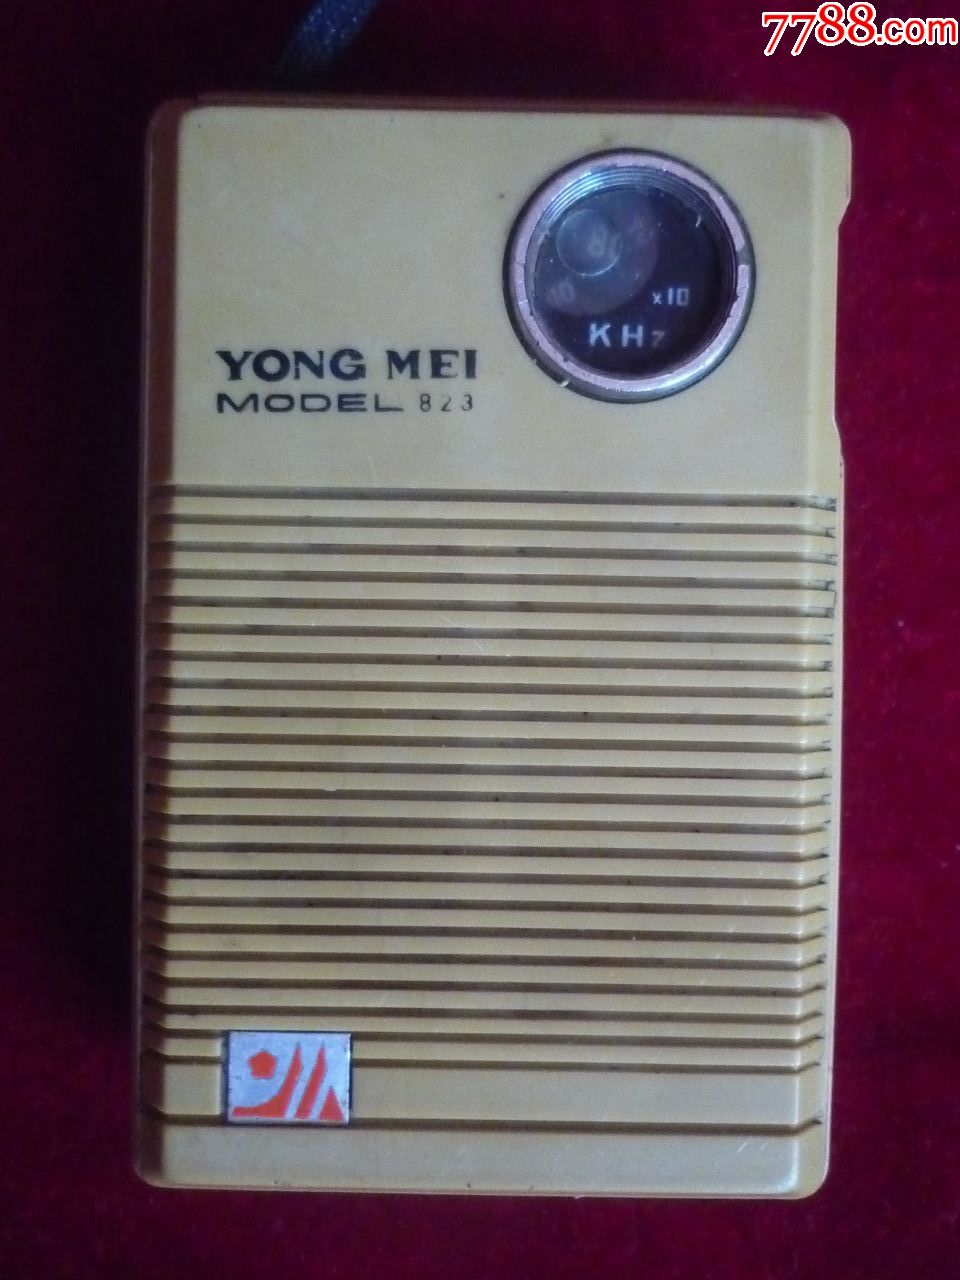 7788.com
x10
KHz
YONG MEI
MODEL 823